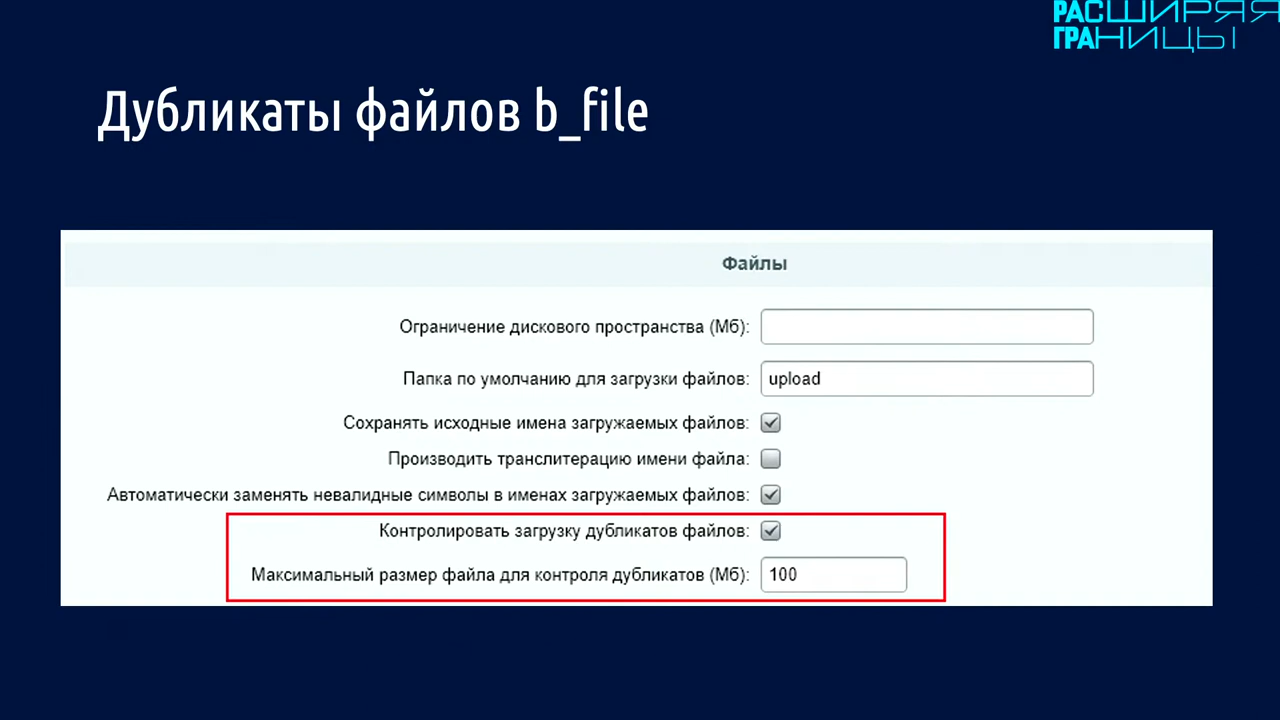 РАСШИРЯЯ
ГРАНИЦЫ
Дубликаты файлов b_file
Файлы
Ограничение дискового пространства (Мб):
Папка по умолчанию для загрузки файлов: upload
Сохранять исходные имена загружаемых файлов:
Производить транслитерацию имени файла:
Автоматически заменять невалидные символы в именах загружаемых файлов:
Контролировать загрузку дубликатов файлов:
Максимальный размер файла для контроля дубликатов (Мб): 100